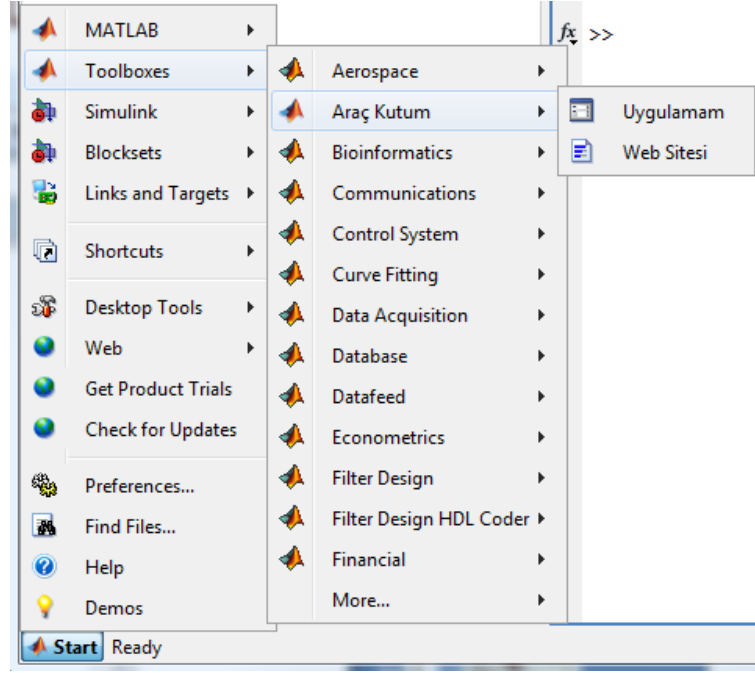 MATLAB
Toolboxes
Simulink
Blocksets
Links and Targets
Shortcuts
Desktop Tools
Web
Get Product Trials
Check for Updates
Preferences...
Find Files...
Help
Demos
Start Ready
Aerospace
Araç Kutum
Bioinformatics
Communications
Control System
Curve Fitting
Data Acquisition
Database
Datafeed
Econometrics
Filter Design
Filter Design HDL Coder
Financial
More...
Uygulamam
Web Sitesi
fx >>